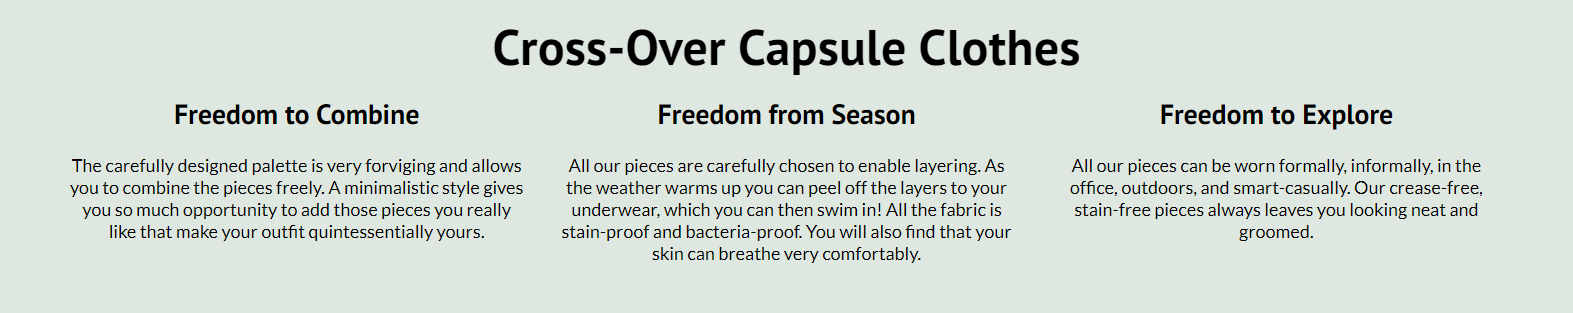 Cross-Over Capsule Clothes
Freedom to Combine
The carefully designed palette is very forviging and allows
you to combine the pieces freely. A minimalistic style gives
you so much opportunity to add those pieces you really
like that make your outfit quintessentially yours.
Freedom from Season
All our pieces are carefully chosen to enable layering. As
the weather warms up you can peel off the layers to your
underwear, which you can then swim in! All the fabric is
stain-proof and bacteria-proof. You will also find that your
skin can breathe very comfortably.
Freedom to Explore
All our pieces can be worn formally, informally, in the
office, outdoors, and smart-casually. Our crease-free,
stain-free pieces always leaves you looking neat and
groomed.